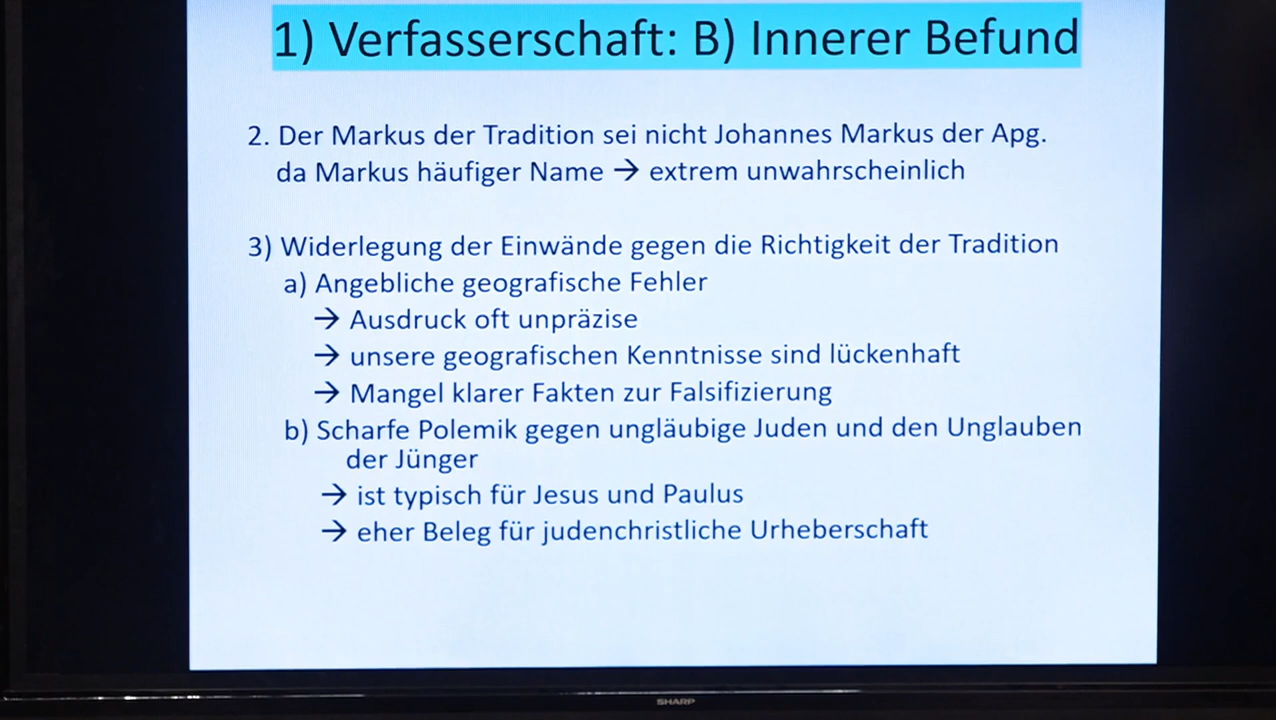 1) Verfasserschaft: B) Innerer Befund
2. Der Markus der Tradition sei nicht Johannes Markus der Apg.
da Markus häufiger Name → extrem unwahrscheinlich
3) Widerlegung der Einwände gegen die Richtigkeit der Tradition
a) Angebliche geografische Fehler
→ Ausdruck oft unpräzise
→ unsere geografischen Kenntnisse sind lückenhaft
→ Mangel klarer Fakten zur Falsifizierung
b) Scharfe Polemik gegen ungläubige Juden und den Unglauben
der Jünger
→ ist typisch für Jesus und Paulus
→ eher Beleg für judenchristliche Urheberschaft
SHARP